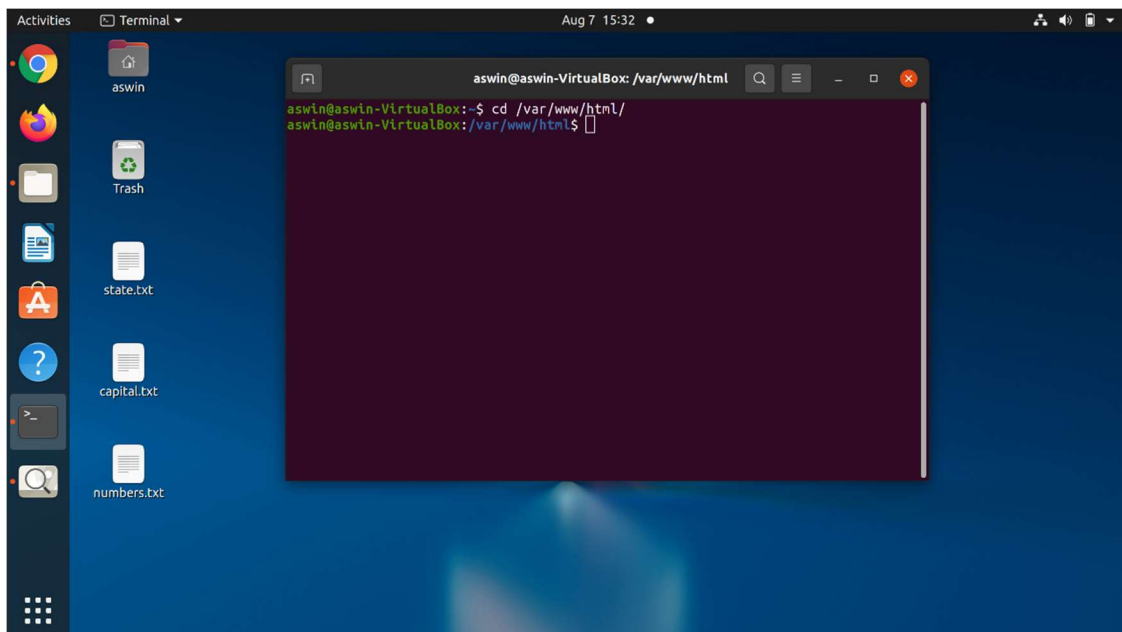 Activities Terminal Aug 7 15:32
aswin
Trash
state.txt
capital.txt
numbers.txt
aswin@aswin-VirtualBox: /var/www/html
aswin@aswin-VirtualBox:~$ cd /var/www/html/
aswin@aswin-VirtualBox:/var/www/html$